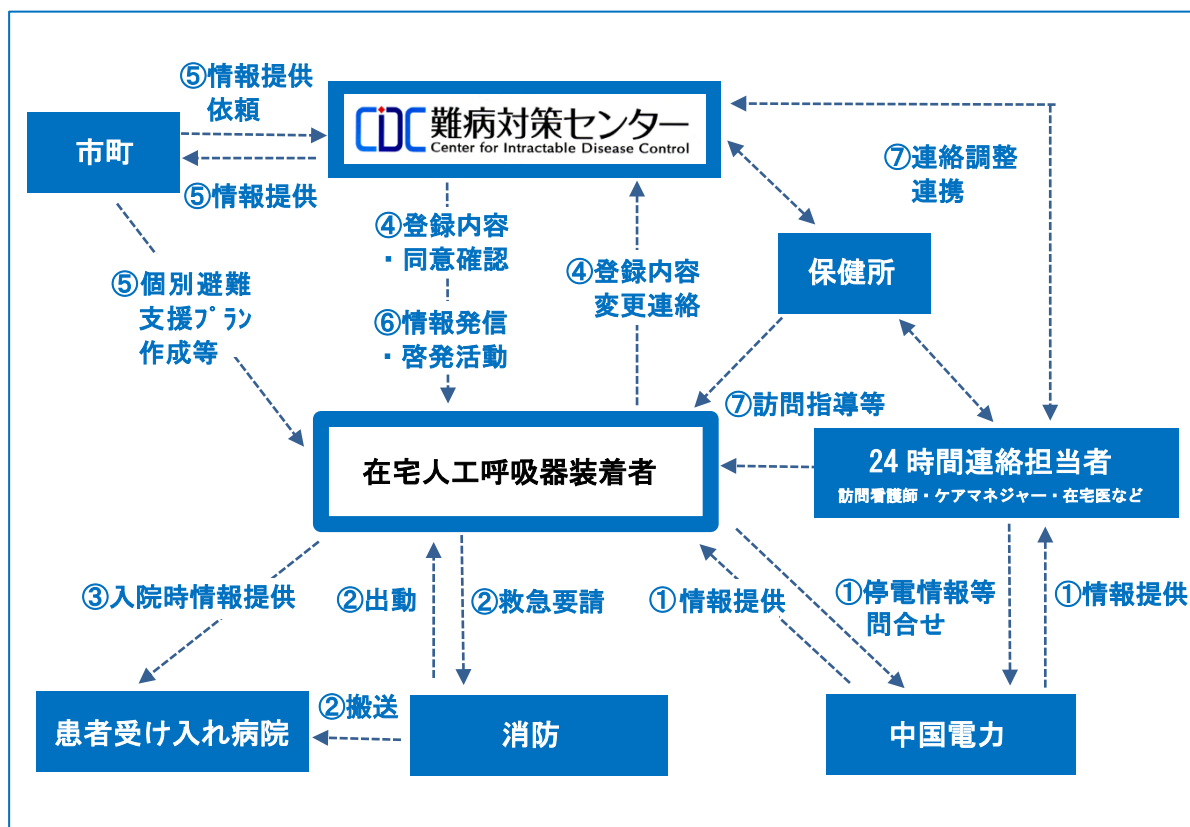 ⑤情報提供
依頼
CIDC 難病対策センター
Center for Intractable Disease Control
市町
⑤情報提供
⑦連絡調整
連携
④登録内容
・同意確認
④登録内容
変更連絡
保健所
⑤個別避難
支援プラン
作成等
⑥情報発信
・啓発活動
⑦訪問指導等
在宅人工呼吸器装着者
24時間連絡担当者
訪問看護師・ケアマネジャー・在宅医など
③入院時情報提供
②出動
②救急要請
①情報提供
①停電情報等
問合せ
①情報提供
患者受け入れ病院
②搬送
消防
中国電力